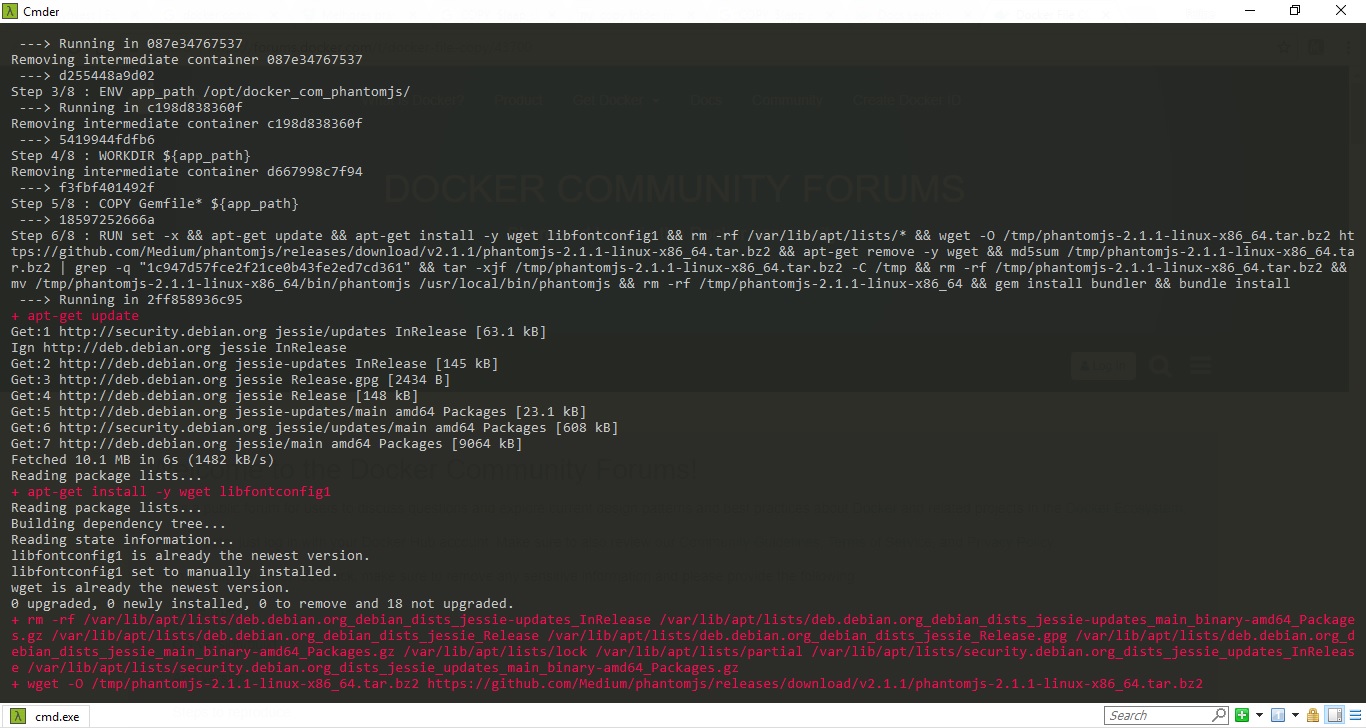 Cmder
---> Running in 087e34767537
Removing intermediate container 087e34767537
---> d255448a9d02
Step 3/8 : ENV app_path /opt/docker_com_phantomjs/
---> Running in c198d838360f
Removing intermediate container c198d838360f
---> 5419944fdfb6
Step 4/8 : WORKDIR ${app_path}
Removing intermediate container d667998c7f94
---> f3fbf401492f
Step 5/8 : COPY Gemfile* ${app_path}
---> 18597252666a
Step 6/8 : RUN set -x && apt-get update && apt-get install -y wget libfontconfig1 && rm -rf /var/lib/apt/lists/* && wget -O /tmp/phantomjs-2.1.1-linux-x86_64.tar.bz2 ht
tps://github.com/Medium/phantomjs/releases/download/v2.1.1/phantomjs-2.1.1-linux-x86_64.tar.bz2 && apt-get remove -y wget && md5sum /tmp/phantomjs-2.1.1-linux-x86_64.ta
r.bz2 | grep -q "1c947d57fce2f21ce0b43fe2ed7cd361" && tar -xjf /tmp/phantomjs-2.1.1-linux-x86_64.tar.bz2 -C /tmp && rm -rf /tmp/phantomjs-2.1.1-linux-x86_64.tar.bz2 &&
mv /tmp/phantomjs-2.1.1-linux-x86_64/bin/phantomjs /usr/local/bin/phantomjs && rm -rf /tmp/phantomjs-2.1.1-linux-x86_64 && gem install bundler && bundle install
---> Running in 2ff858936c95
+ apt-get update
Get:1 http://security.debian.org jessie/updates InRelease [63.1 kB]
Ign http://deb.debian.org jessie InRelease
Get:2 http://deb.debian.org jessie-updates InRelease [145 kB]
Get:3 http://deb.debian.org jessie Release.gpg [2434 B]
Get:4 http://deb.debian.org jessie Release [148 kB]
Get:5 http://deb.debian.org jessie-updates/main amd64 Packages [23.1 kB]
Get:6 http://security.debian.org jessie/updates/main amd64 Packages [608 kB]
Get:7 http://deb.debian.org jessie/main amd64 Packages [9064 kB]
Fetched 10.1 MB in 6s (1482 kB/s)
Reading package lists...
+ apt-get install -y wget libfontconfig1
Reading package lists...
Building dependency tree...
Reading state information...
libfontconfig1 is already the newest version.
libfontconfig1 set to manually installed.
wget is already the newest version.
0 upgraded, 0 newly installed, 0 to remove and 18 not upgraded.
+ rm -rf /var/lib/apt/lists/deb.debian.org_debian_dists_jessie-updates_InRelease /var/lib/apt/lists/deb.debian.org_debian_dists_jessie-updates_main_binary-amd64_Package
s.gz /var/lib/apt/lists/deb.debian.org_debian_dists_jessie_Release /var/lib/apt/lists/deb.debian.org_debian_dists_jessie_Release.gpg /var/lib/apt/lists/deb.debian.org_d
ebian_dists_jessie_main_binary-amd64_Packages.gz /var/lib/apt/lists/lock /var/lib/apt/lists/partial /var/lib/apt/lists/security.debian.org_dists_jessie_updates_InReleas
e /var/lib/apt/lists/security.debian.org_dists_jessie_updates_main_binary-amd64_Packages.gz
+ wget -O /tmp/phantomjs-2.1.1-linux-x86_64.tar.bz2 https://github.com/Medium/phantomjs/releases/download/v2.1.1/phantomjs-2.1.1-linux-x86_64.tar.bz2
DOCKER COMMUNITY FORUMS
to the Docker Community Forums!
cmd.exe
Search